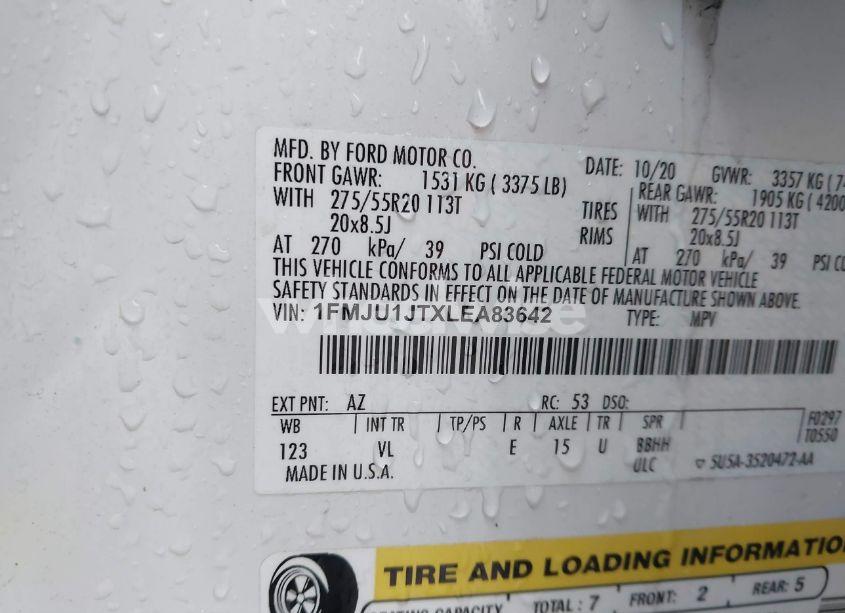 MFD. BY FORD MOTOR CO.
DATE: 10/20 GVWR: 3357 KG
FRONT GAWR: 1531 KG ( 3375 LB)
REAR GAWR: 1905 KG ( 4200
WITH 275/55R20 113T TIRES
WITH 275/55R20 113T
20x8.5J RIMS
20x8.5J
AT 270 kPa/ 39 PSI COLD
AT 270 kPa/ 39 PSI
THIS VEHICLE CONFORMS TO ALL APPLICABLE FEDERAL MOTOR VEHICLE
SAFETY STANDARDS IN EFFECT ON THE DATE OF MANUFACTURE SHOWN ABOVE.
VIN: 1FMJU1JTXLEA83642 TYPE: MPV
EXT PNT: AZ RC: 53 DSO:
WB INT TR TP/PS R AXLE TR SPR
F0297
T0550
123 VL E 15 U BBHH
ULC SU5A-3520472-AA
MADE IN U.S.A.
TIRE AND LOADING INFORMATION
TOTAL : 7 FRONT: 2 REAR: 5